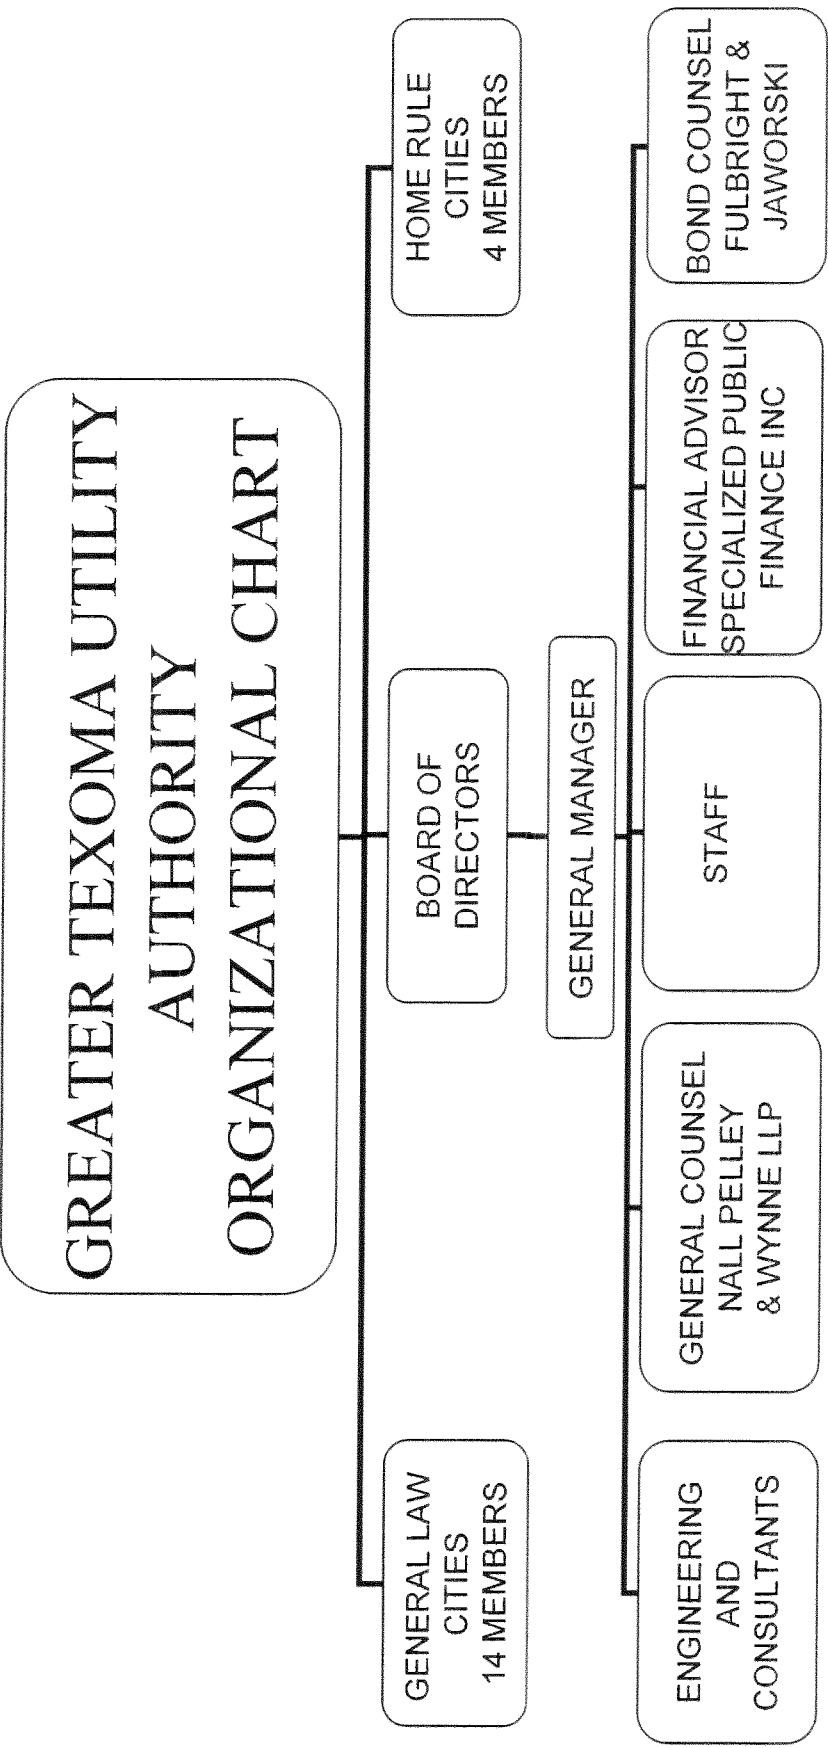 GREATER TEXOMA UTILITY
AUTHORITY
ORGANIZATIONAL CHART
GENERAL LAW
CITIES
14 MEMBERS
BOARD OF
DIRECTORS
HOME RULE
CITIES
4 MEMBERS
GENERAL MANAGER
ENGINEERING
AND
CONSULTANTS
GENERAL COUNSEL
NALL PELLEY
& WYNNE LLP
STAFF
FINANCIAL ADVISOR
SPECIALIZED PUBLIC
FINANCE INC
BOND COUNSEL
FULBRIGHT &
JAWORSKI